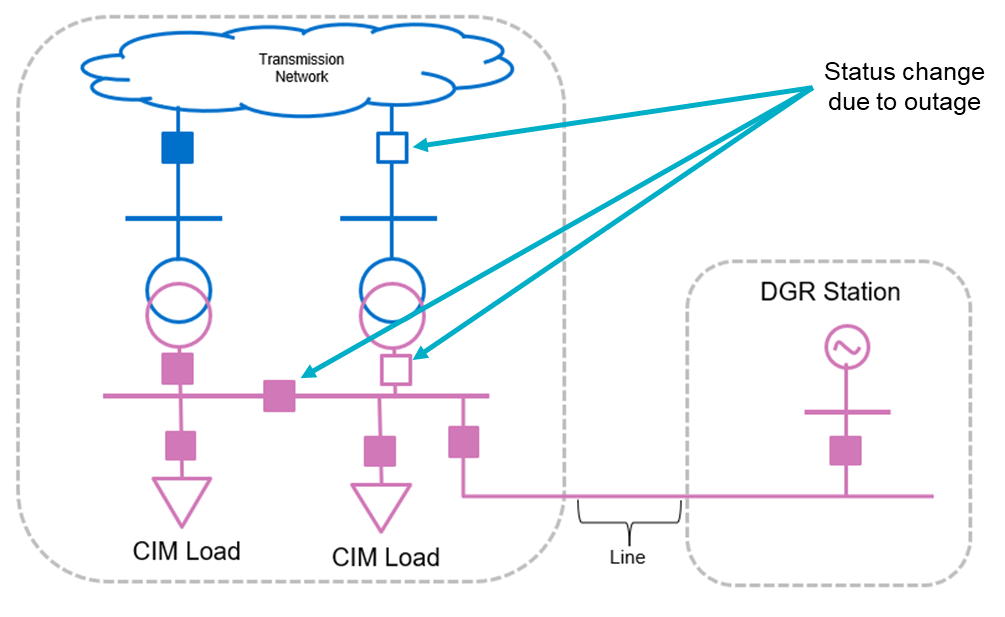 Transmission
Network
Status change
due to outage
DGR Station
CIM Load
CIM Load
Line